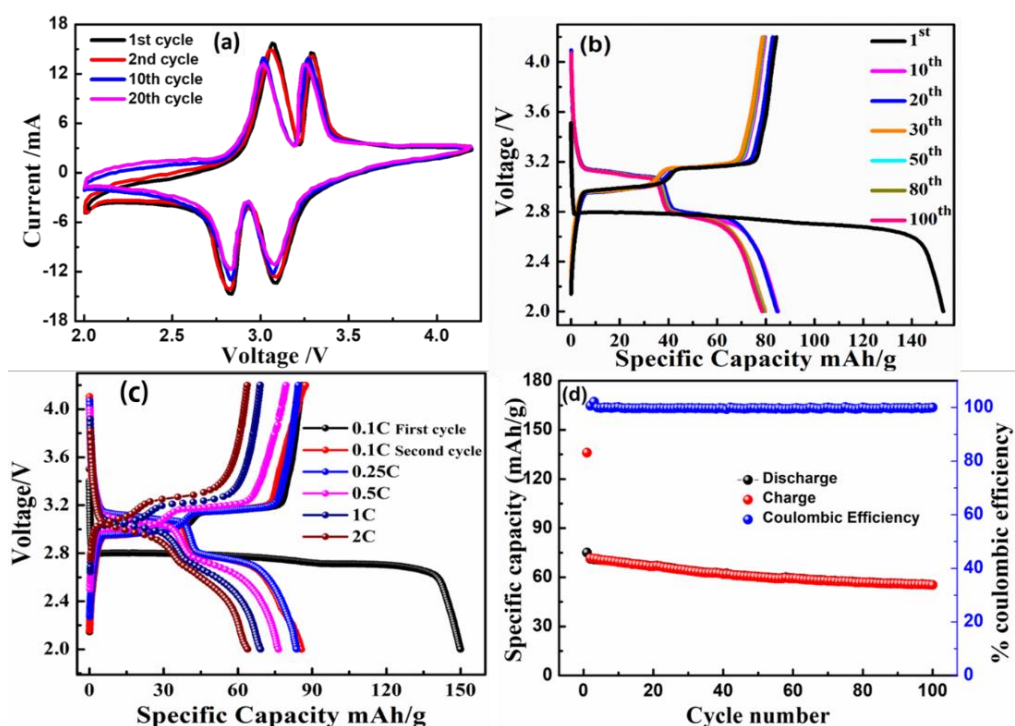 (a)
1st cycle
2nd cycle
10th cycle
20th cycle
18
12
6
0
-6
-12
-18
Current /mA
2.0
2.5
3.0
3.5
4.0
Voltage /V
(b)
1st
10th
20th
30th
50th
80th
100th
4.0
3.6
3.2
2.8
2.4
2.0
Voltage /V
0
20
40
60
80
100
120
140
Specific Capacity mAh/g
(c)
0.1C First cycle
0.1C Second cycle
0.25C
0.5C
1C
2C
4.0
3.6
3.2
2.8
2.4
2.0
Voltage/V
0
30
60
90
120
150
Specific Capacity mAh/g
(d)
Discharge
Charge
Coulombic Efficiency
180
165
150
135
120
105
90
75
60
45
30
Specific capacity (mAh/g)
0
20
40
60
80
100
Cycle number
100
80
60
40
20
0
% coulombic efficiency